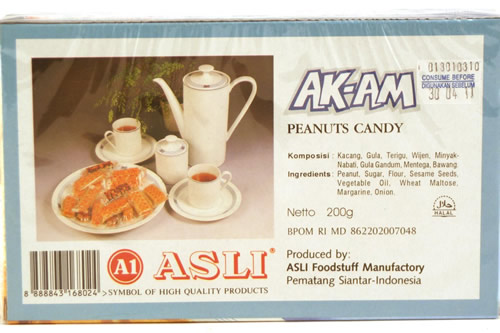 013010310
CONSUME BEFORE
DIGUNAKAN SEBELUM
30 04 11
AK-AM
PEANUTS CANDY
Komposisi : Kacang, Gula, Terigu, Wijen, Minyak-
Nabati, Gula Gandum, Mentega, Bawang
Ingredients : Peanut, Sugar, Flour, Sesame Seeds,
Vegetable Oil, Wheat Maltose,
Margarine, Onion.
HALAL
Netto 200g
BPOM RI MD 862202007048
Produced by:
ASLI Foodstuff Manufactory
Pematang Siantar-Indonesia
A1 ASLI®
SYMBOL OF HIGH QUALITY PRODUCTS
8 888843 168024 >